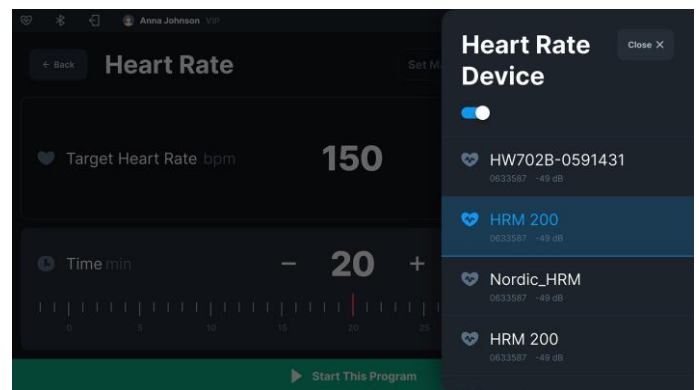 Anna Johnson VIP
← Back
Heart Rate
Set M
Target Heart Rate bpm
150
Time min
− 20 +
0 5 10 15 20 25
Start This Program
Heart Rate
Device
Close X
HW702B-0591431
0633587 -49 dB
HRM 200
0633587 -49 dB
Nordic_HRM
0633587 -49 dB
HRM 200
0633587 -49 dB